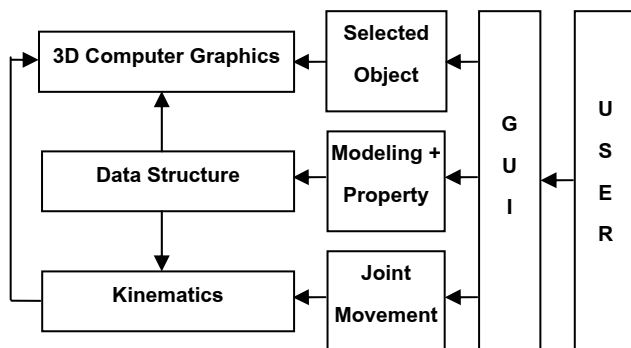 3D Computer Graphics
Selected
Object
Data Structure
Modeling +
Property
Kinematics
Joint
Movement
G
U
I
U
S
E
R